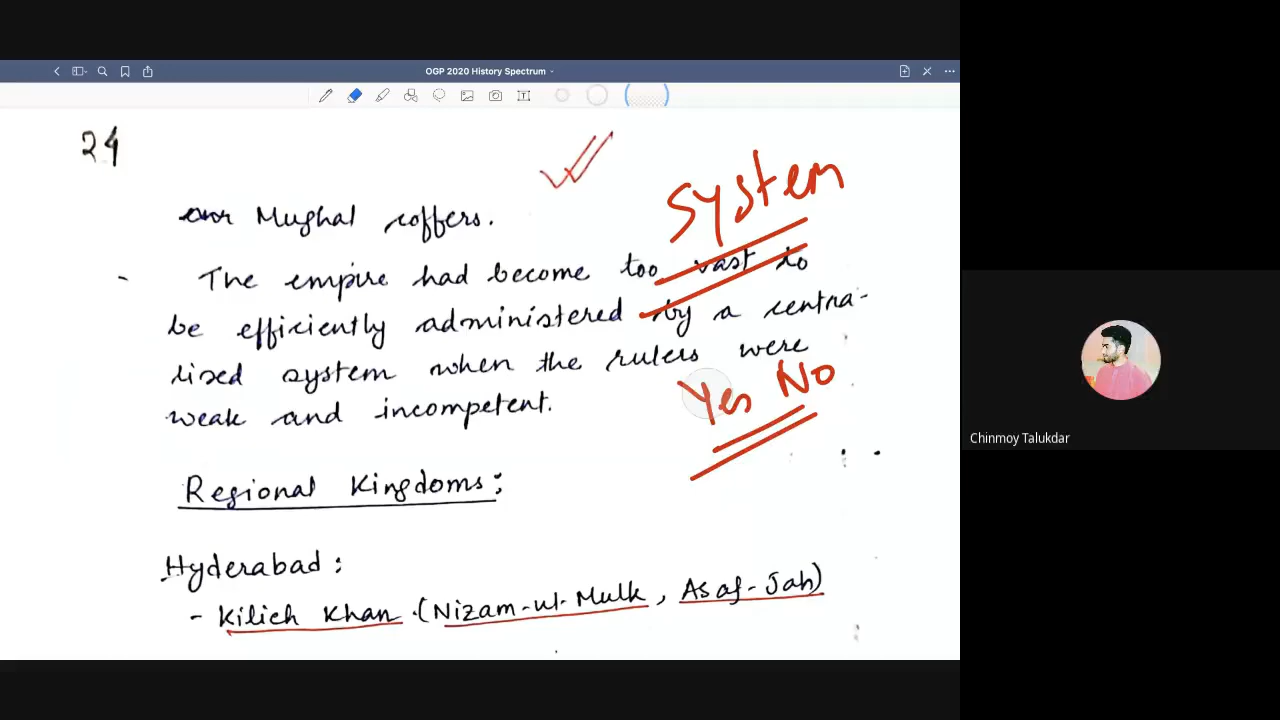 OGP 2020 History Spectrum
24
System
our Mughal coffers.
- The empire had become too vast to
be efficiently administered by a centra-
lized system when the rulers were
Yes No
weak and incompetent.
Regional Kingdoms:
Hyderabad:
- Kilich Khan (Nizam-ul-Mulk, Asaf-Jah)
Chinmoy Talukdar